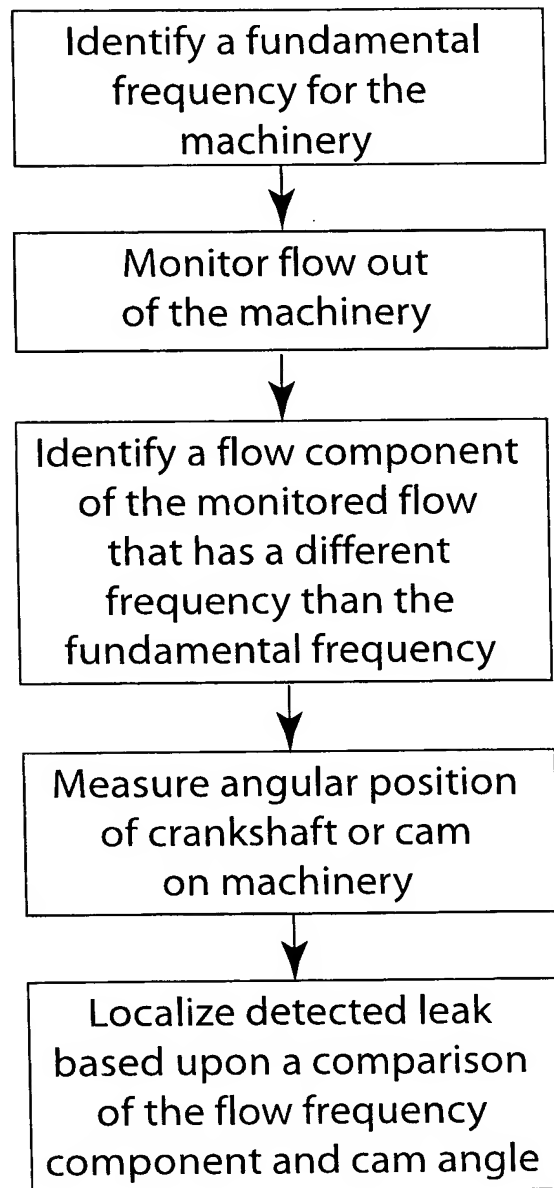 Identify a fundamental
frequency for the
machinery
Monitor flow out
of the machinery
Identify a flow component
of the monitored flow
that has a different
frequency than the
fundamental frequency
Measure angular position
of crankshaft or cam
on machinery
Localize detected leak
based upon a comparison
of the flow frequency
component and cam angle